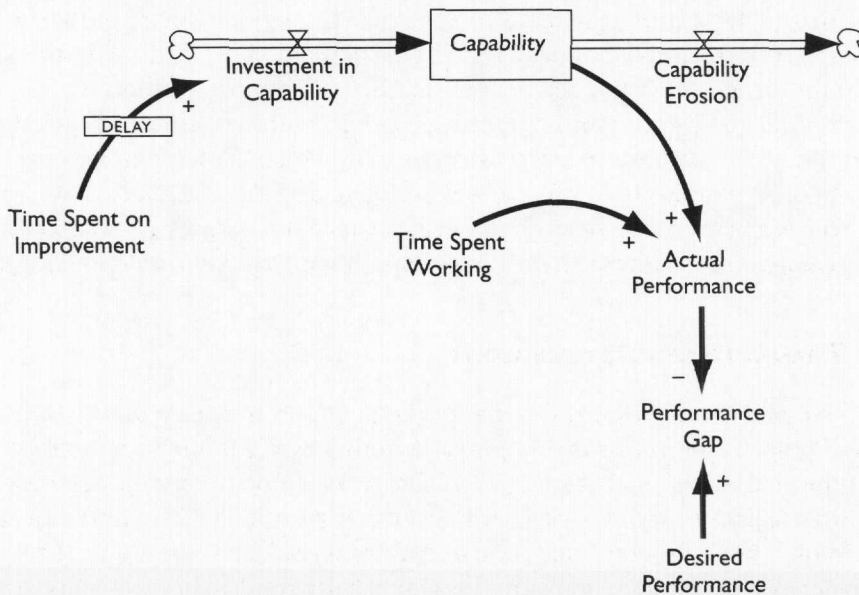 Capability
Investment in
Capability
Capability
Erosion
+
DELAY
Time Spent on
Improvement
Time Spent
Working
+
+
Actual
Performance
−
Performance
Gap
+
Desired
Performance